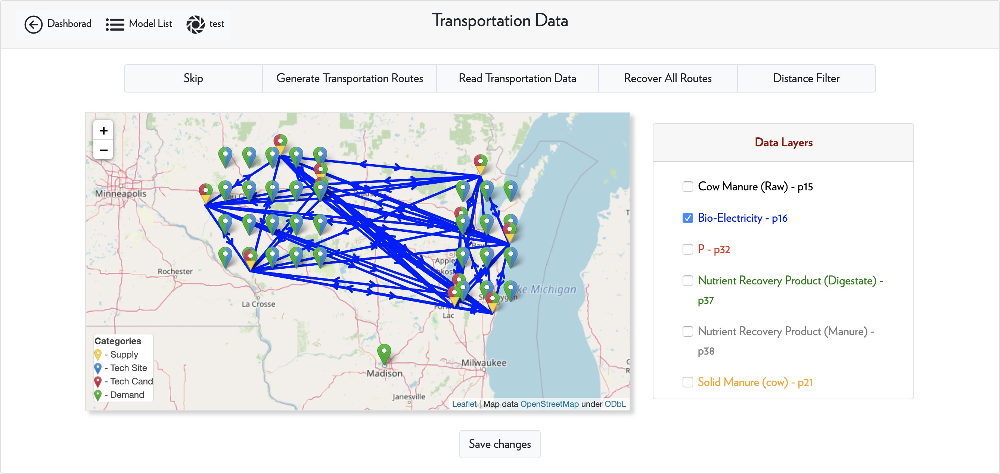 Dashborad
Model List
test
Transportation Data
Skip
Generate Transportation Routes
Read Transportation Data
Recover All Routes
Distance Filter
+
−
Minneapolis
Rochester
La Crosse
Lac
Madison
Milwaukee
Janesville
ke Michigan
Categories
- Supply
- Tech Site
- Tech Cand
- Demand
Leaflet | Map data OpenStreetMap under ODbL
Data Layers
Cow Manure (Raw) - p15
Bio-Electricity - p16
P - p32
Nutrient Recovery Product (Digestate) -
p37
Nutrient Recovery Product (Manure) -
p38
Solid Manure (cow) - p21
Save changes